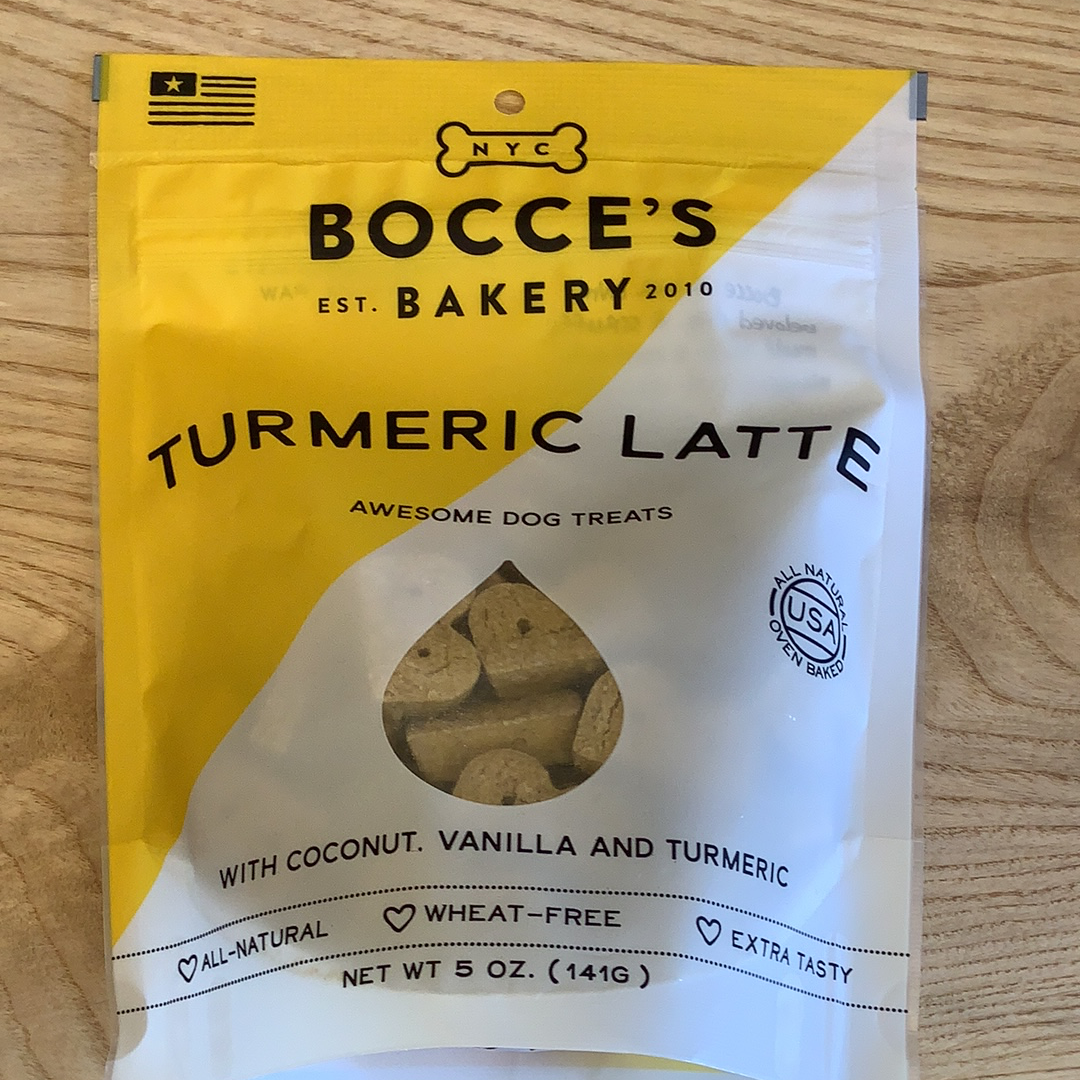 NYC
BOCCE'S
EST. BAKERY 2010
TURMERIC LATTE
AWESOME DOG TREATS
ALL NATURAL
USA
OVEN BAKED
WITH COCONUT. VANILLA AND TURMERIC
ALL-NATURAL WHEAT-FREE EXTRA TASTY
NET WT 5 OZ. (141G )